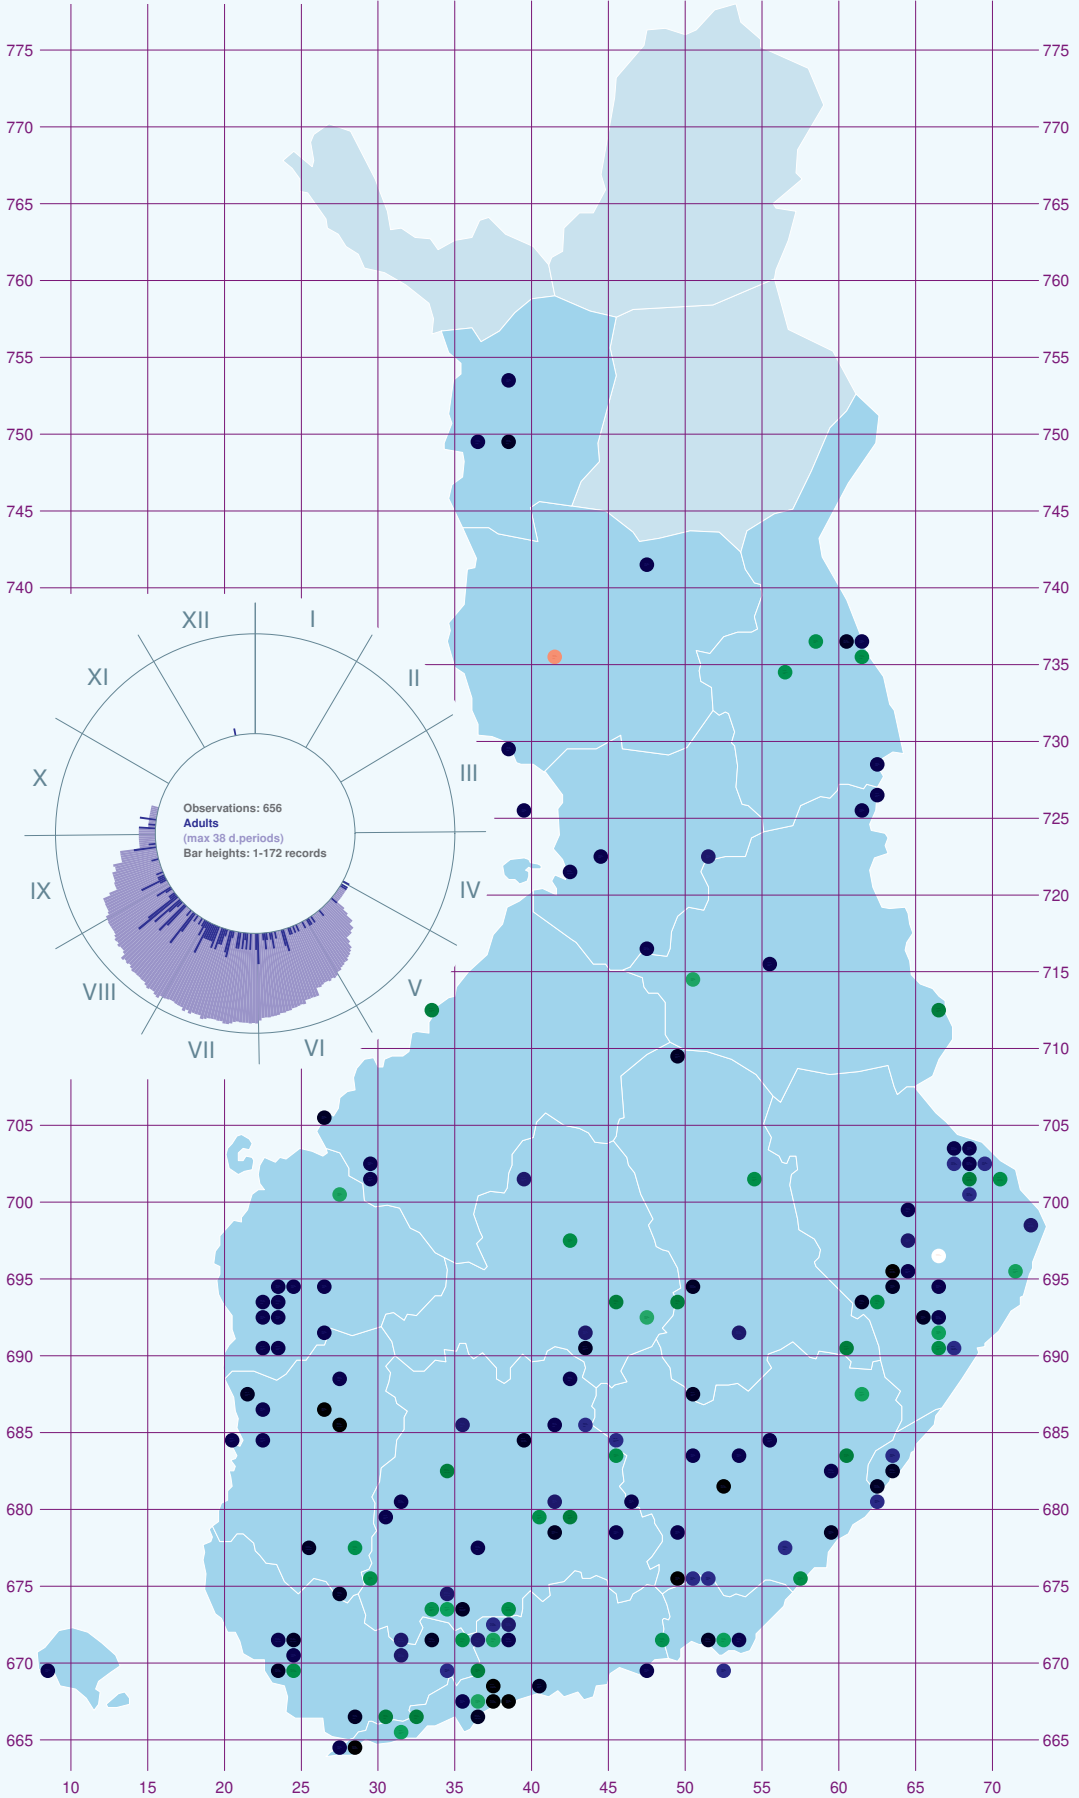 775 775
770 770
765 765
760 760
755 755
750 750
745 745
740 740
XII I
XI II
735 735
730 730
X III
Observations: 656
Adults
(max 38 d.periods)
Bar heights: 1-172 records
725 725
IX IV
720 720
715 715
VIII V
VII VI
710 710
705 705
700 700
695 695
690 690
685 685
680 680
675 675
670 670
665 665
10 15 20 25 30 35 40 45 50 55 60 65 70